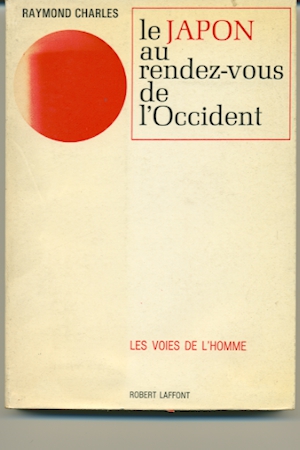 RAYMOND CHARLES
le JAPON
au
rendez-vous
de
l'Occident
LES VOIES DE L'HOMME
ROBERT LAFFONT